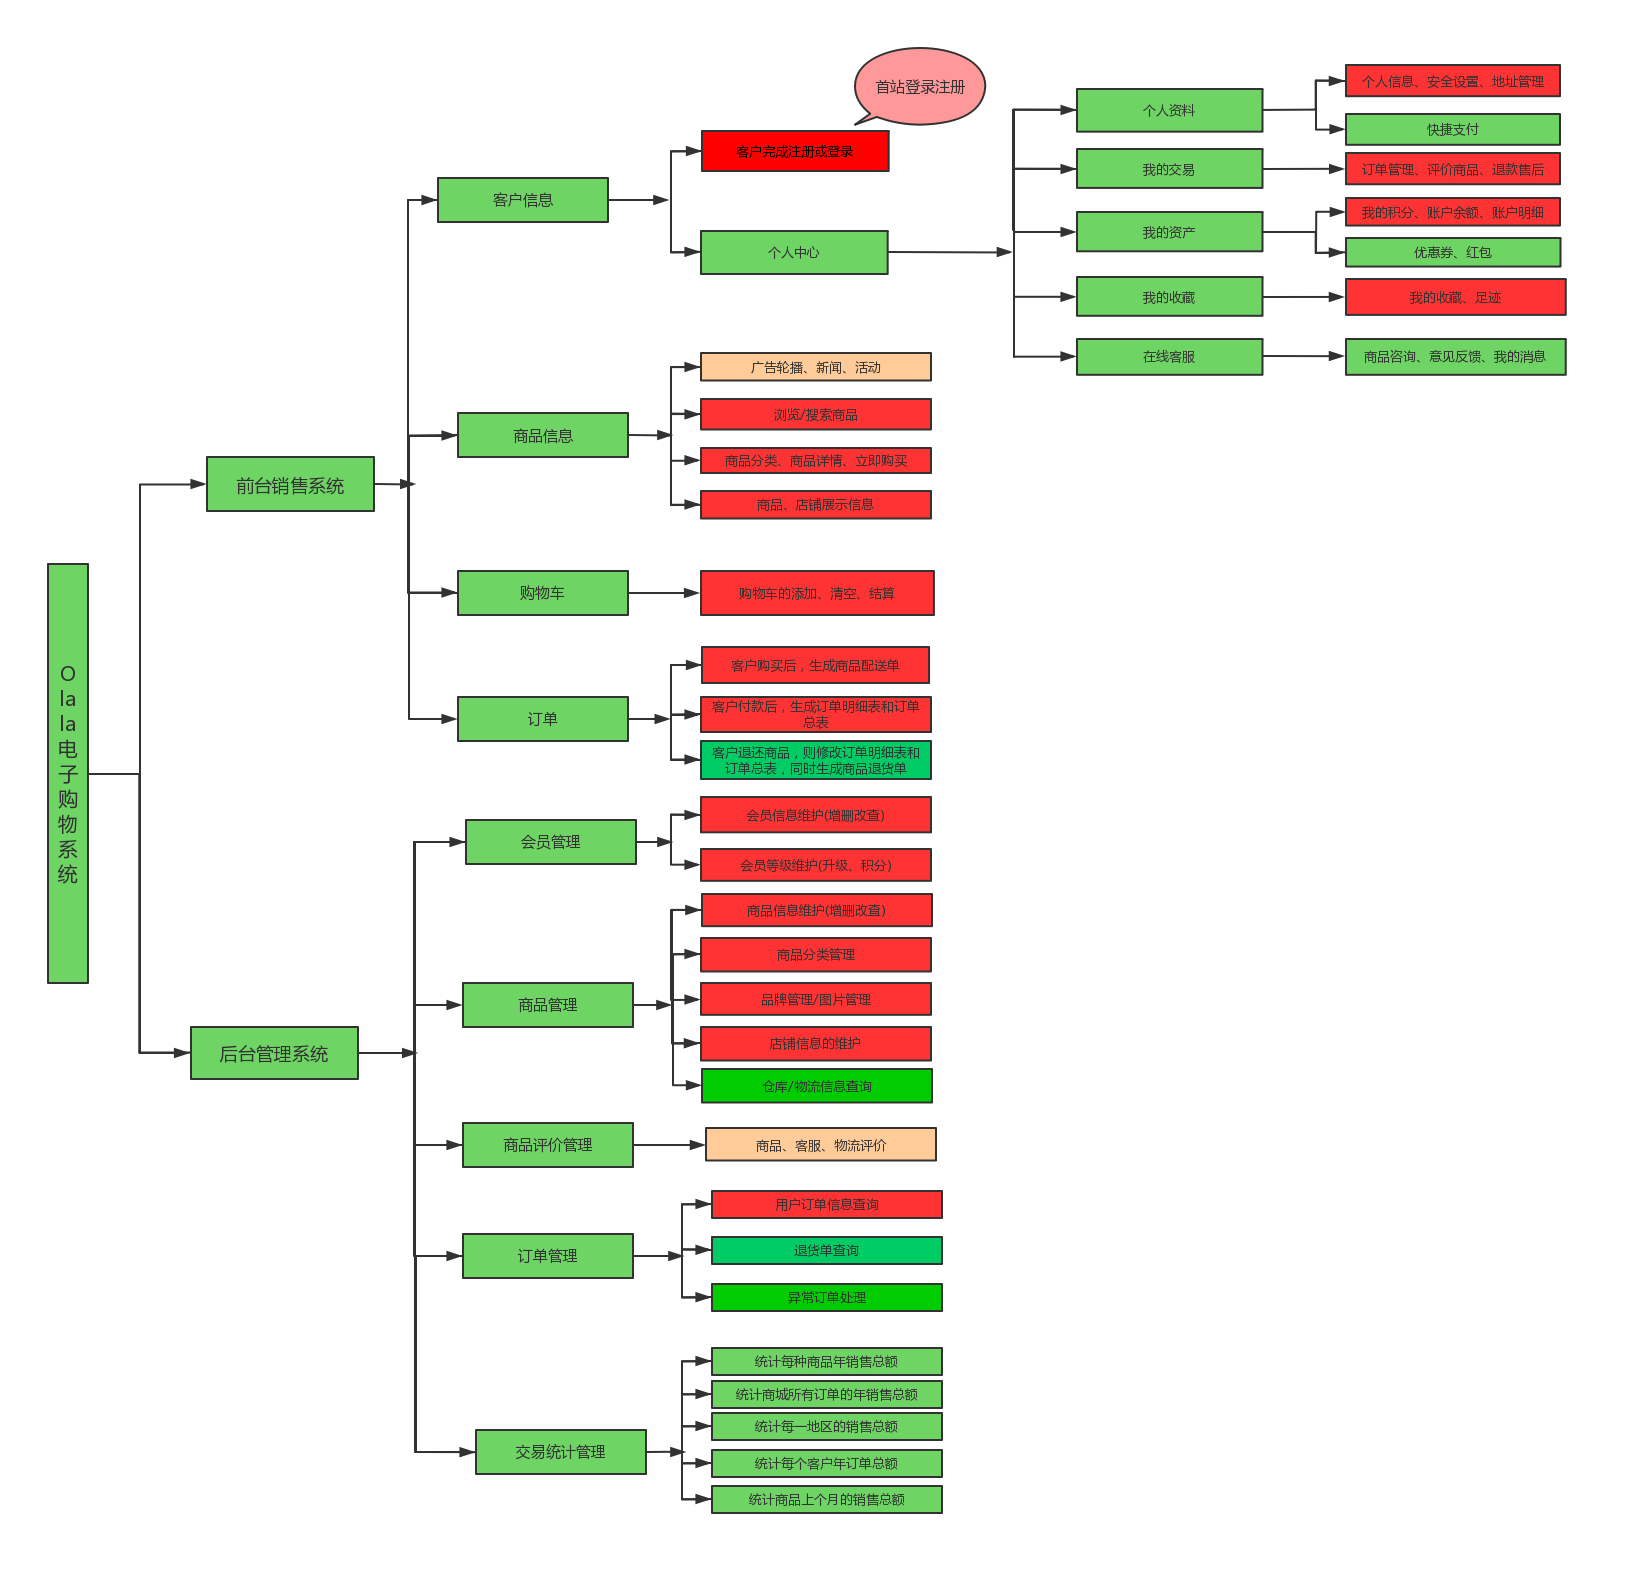 首站登录注册
客户完成注册或登录
个人资料
个人信息、安全设置、地址管理
快捷支付
我的交易
订单管理、评价商品、退款售后
客户信息
我的资产
我的积分、账户余额、账户明细
个人中心
优惠券、红包
我的收藏
我的收藏、足迹
在线客服
商品咨询、意见反馈、我的消息
广告轮播、新闻、活动
浏览/搜索商品
商品信息
商品分类、商品详情、立即购买
商品、店铺展示信息
前台销售系统
购物车
购物车的添加、清空、结算
客户购买后，生成商品配送单
订单
客户付款后，生成订单明细表和订单
总表
客户退还商品，则修改订单明细表和
订单总表，同时生成商品退货单
O
la
la
电
子
购
物
系
统
会员管理
会员信息维护(增删改查)
会员等级维护(升级、积分)
商品信息维护(增删改查)
商品分类管理
商品管理
品牌管理/图片管理
店铺信息的维护
后台管理系统
仓库/物流信息查询
商品评价管理
商品、客服、物流评价
用户订单信息查询
订单管理
退货单查询
异常订单处理
统计每种商品年销售总额
统计商城所有订单的年销售总额
统计每一地区的销售总额
交易统计管理
统计每个客户年订单总额
统计商品上个月的销售总额